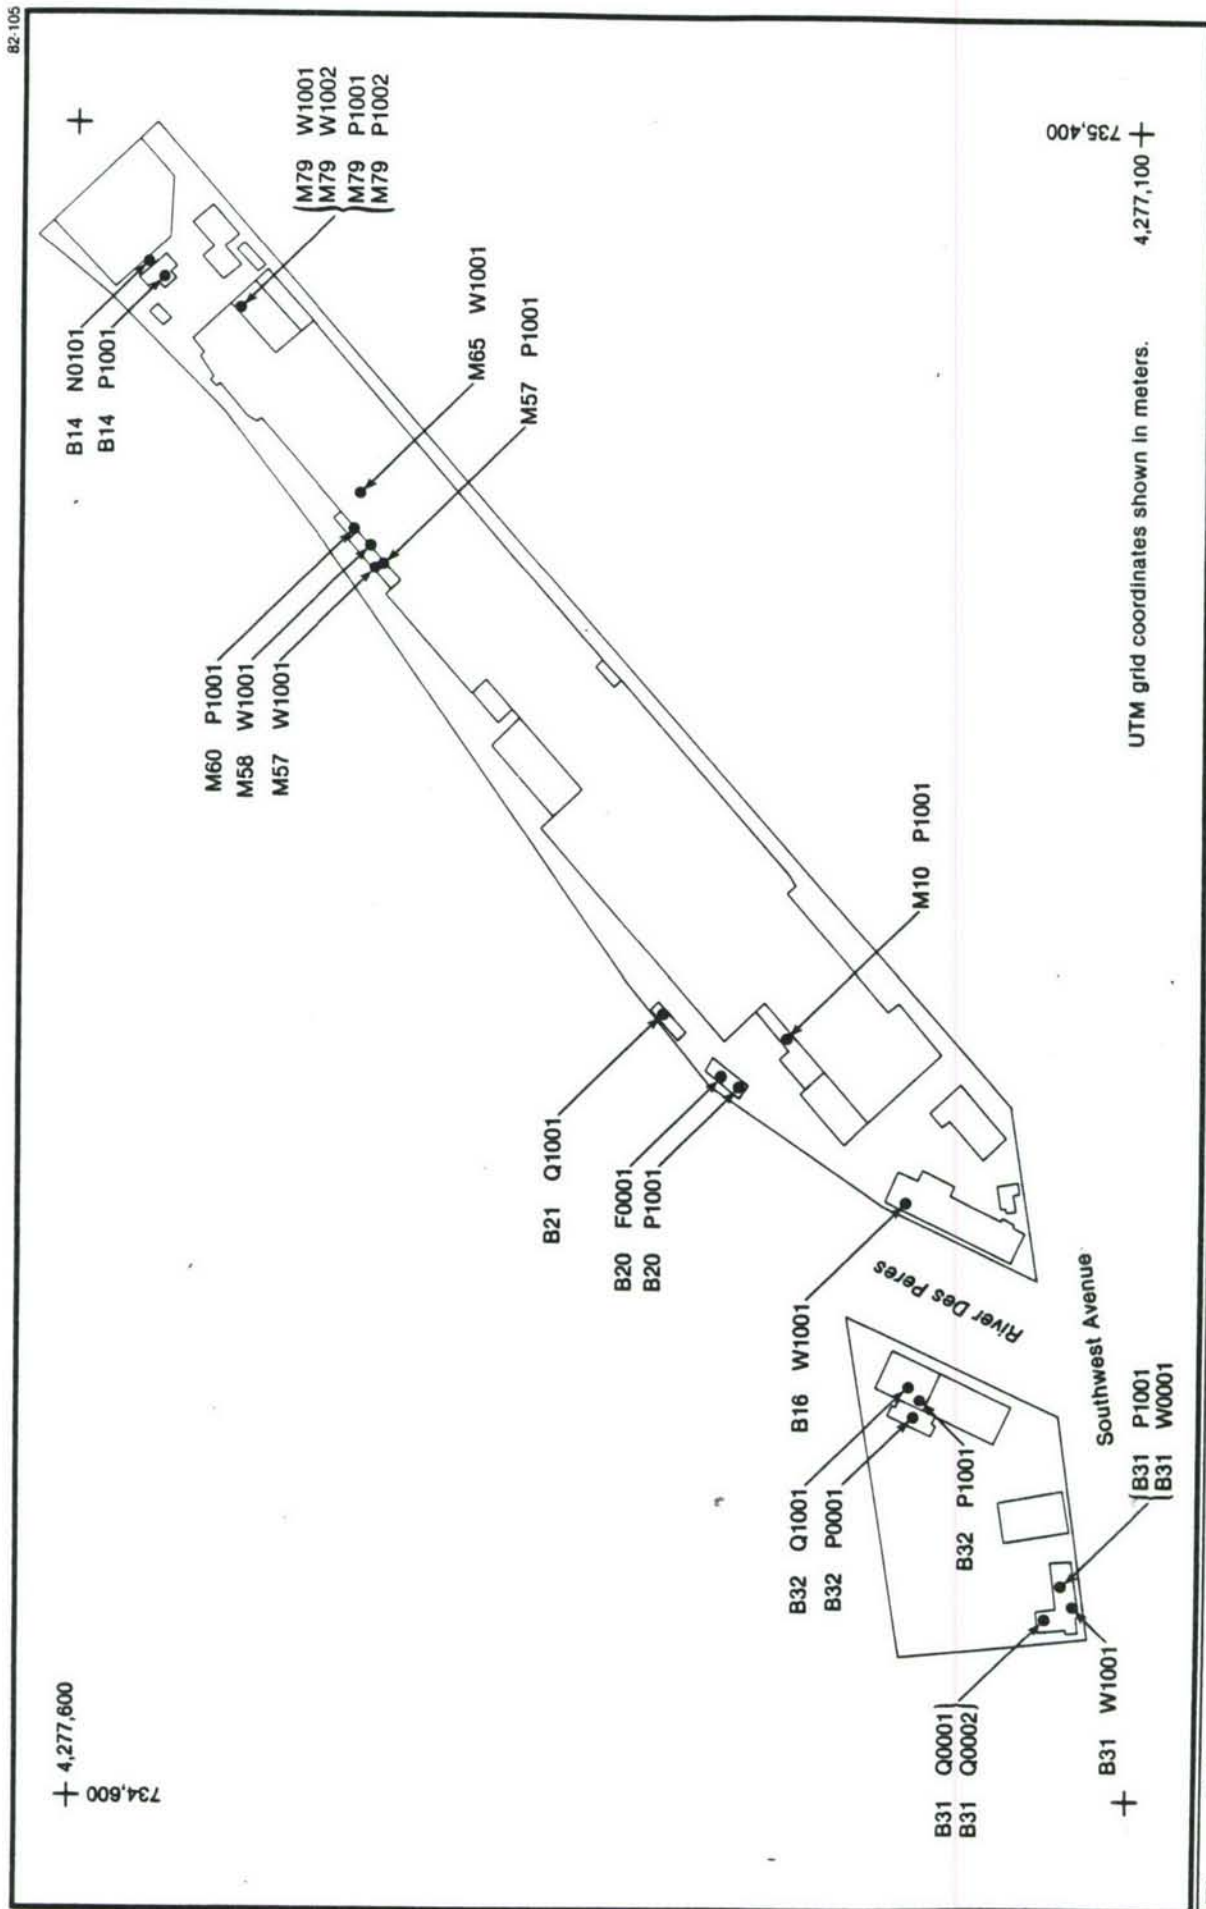 82-105
4,277,600
734,600
B14 N0101
B14 P1001
M79 W1001
M79 W1002
M79 P1001
M79 P1002
M65 W1001
M57 P1001
M60 P1001
M58 W1001
M57 W1001
B21 Q1001
B20 F0001
B20 P1001
M10 P1001
B16 W1001
River Des Peres
B32 Q1001
B32 P0001
B32 P1001
Southwest Avenue
B31 P1001
B31 W0001
B31 Q0001
B31 Q0002
B31 W1001
735,400
4,277,100
UTM grid coordinates shown in meters.